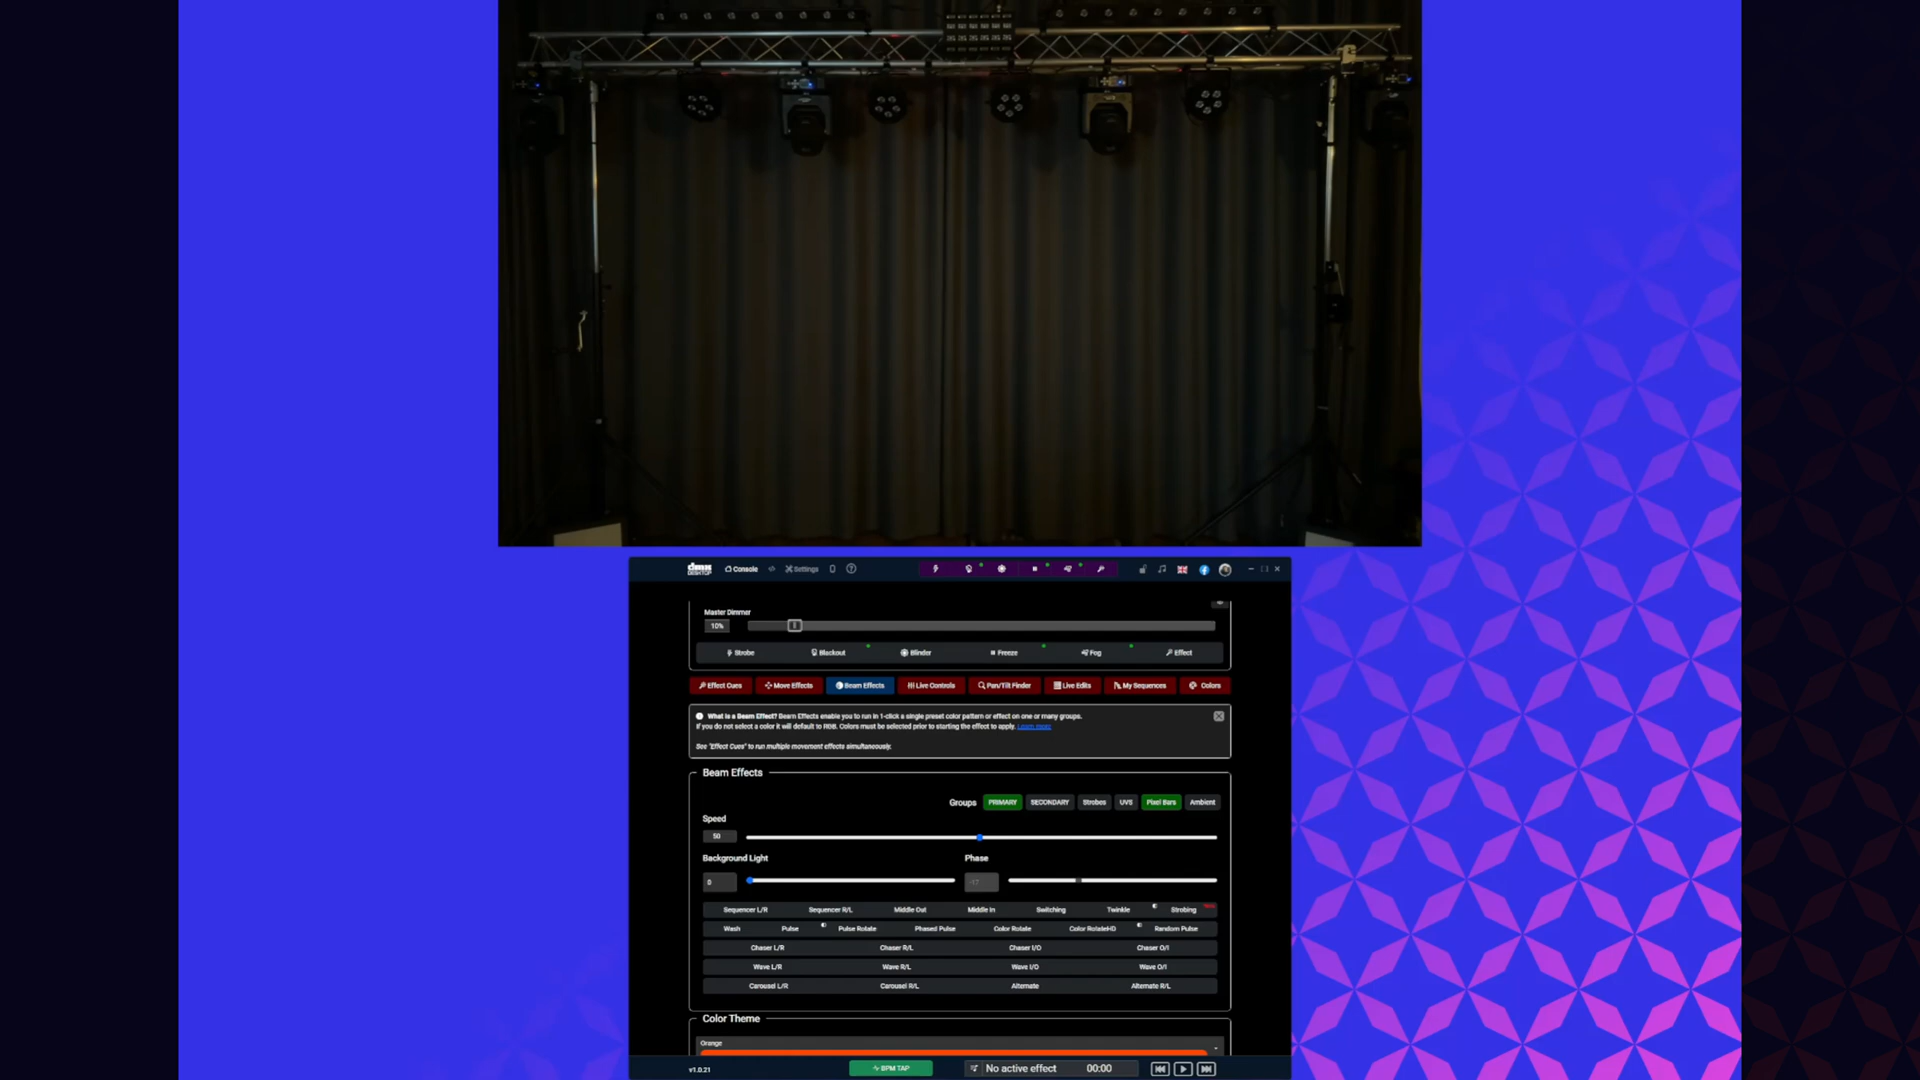 dmx DESKTOP Console Settings
Master Dimmer
10%
Strobe Blackout Blinder Freeze Fog Effect
Effect Cues Move Effects Beam Effects Live Controls Pan/Tilt Finder Live Edits My Sequences Colors
What is a Beam Effect? Beam Effects enable you to run in 1-click a single preset color pattern or effect on one or many groups.
If you do not select a color it will default to RGB. Colors must be selected prior to starting the effect to apply. Learn more
See "Effect Cues" to run multiple movement effects simultaneously.
Beam Effects
Groups PRIMARY SECONDARY Strobes UVS Pixel Bars Ambient
Speed
50
Background Light Phase
0 -17
Sequencer L/R Sequencer R/L Middle Out Middle In Switching Twinkle Strobing
Wash Pulse Pulse Rotate Phased Pulse Color Rotate Color RotateHD Random Pulse
Chaser L/R Chaser R/L Chaser I/O Chaser O/I
Wave L/R Wave R/L Wave I/O Wave O/I
Carousel L/R Carousel R/L Alternate Alternate R/L
Color Theme
Orange
v1.0.21 BPM TAP No active effect 00:00